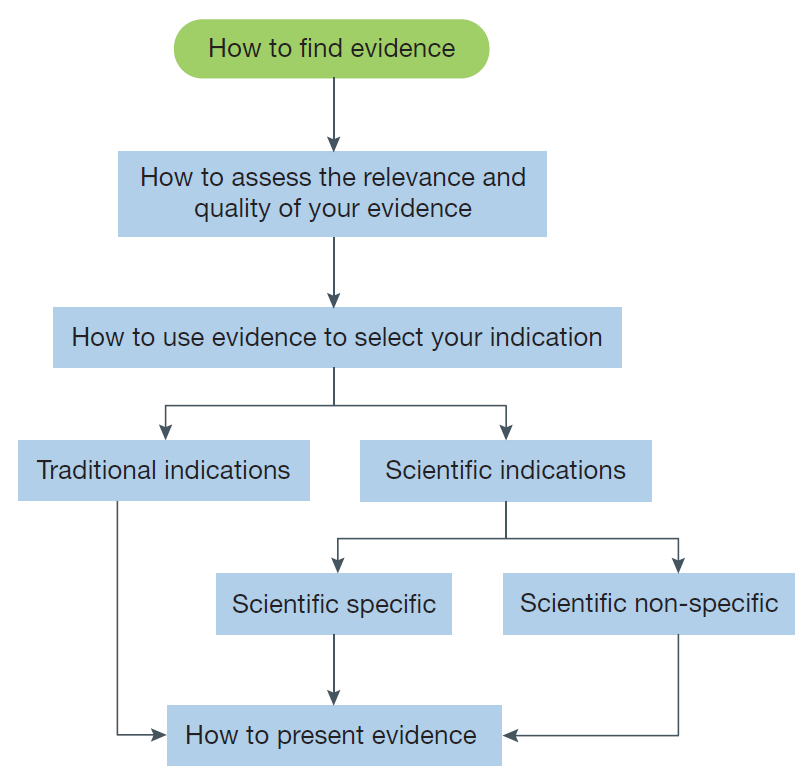 How to find evidence
How to assess the relevance and
quality of your evidence
How to use evidence to select your indication
Traditional indications
Scientific indications
Scientific specific
Scientific non-specific
How to present evidence